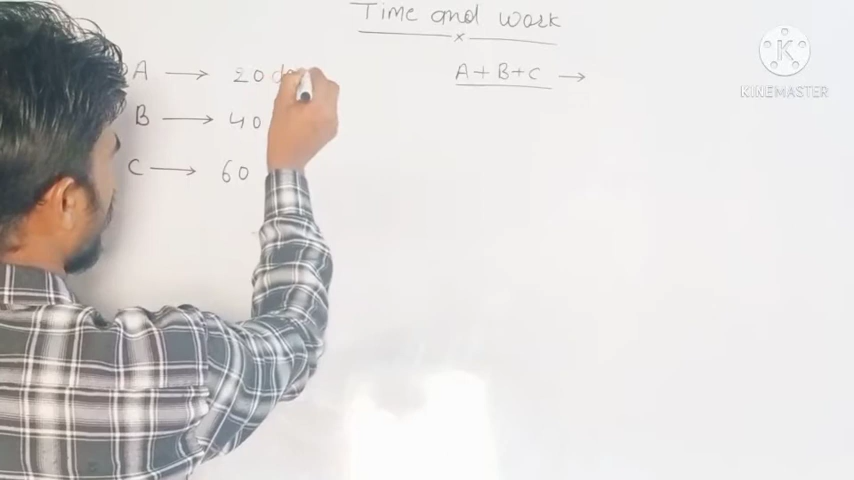 Time and work
x
A → 20
A + B + C →
B → 40
C → 60
K
KINEMASTER